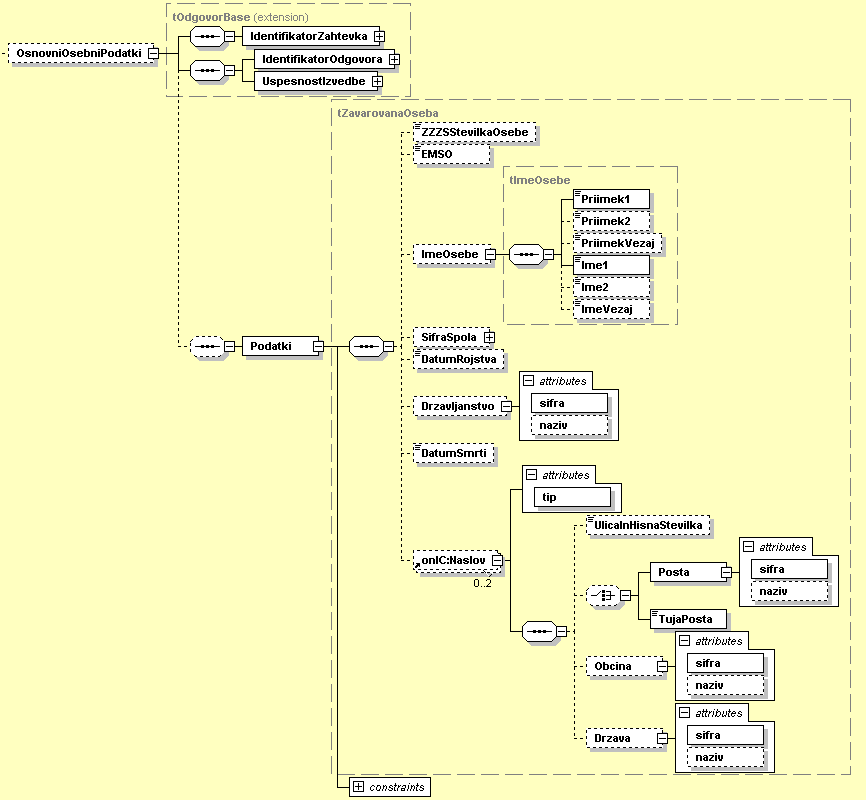 tOdgovorBase (extension)
IdentifikatorZahtevka
OsnovniOsebniPodatki
IdentifikatorOdgovora
UspesnostIzvedbe
tZavarovanaOseba
ZZZSStevilkaOsebe
EMSO
tImeOsebe
Priimek1
Priimek2
PriimekVezaj
ImeOsebe
Ime1
Ime2
ImeVezaj
SifraSpola
Podatki
DatumRojstva
attributes
sifra
Drzavljanstvo
naziv
DatumSmrti
attributes
tip
UlicaInHisnaStevilka
attributes
onIC:Naslov
0..2
Posta
sifra
naziv
TujaPosta
attributes
Obcina
sifra
naziv
attributes
Drzava
sifra
naziv
constraints